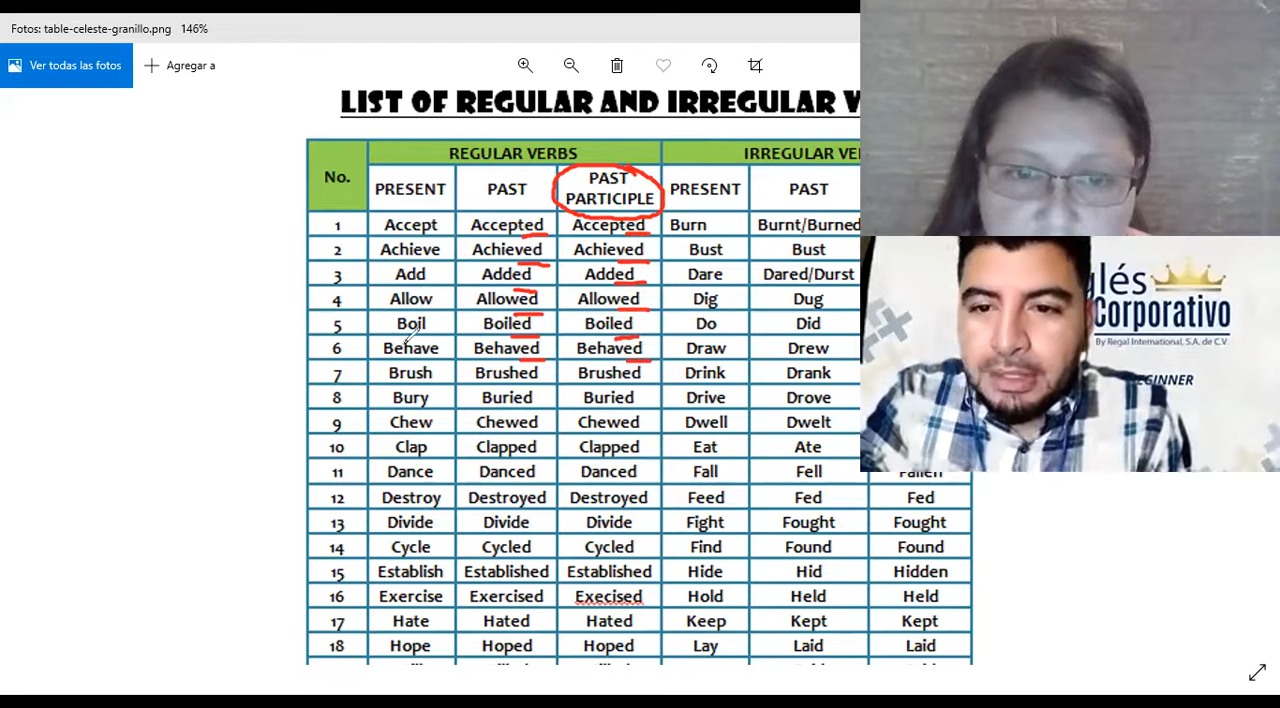 Fotos: table-celeste-granillo.png 146%
Ver todas las fotos Agregar a
LIST OF REGULAR AND IRREGULAR V
No. REGULAR VERBS IRREGULAR VE
PRESENT PAST PAST PARTICIPLE PRESENT PAST
1 Accept Accepted Accepted Burn Burnt/Burned
2 Achieve Achieved Achieved Bust Bust
3 Add Added Added Dare Dared/Durst
4 Allow Allowed Allowed Dig Dug
5 Boil Boiled Boiled Do Did
6 Behave Behaved Behaved Draw Drew
7 Brush Brushed Brushed Drink Drank
8 Bury Buried Buried Drive Drove
9 Chew Chewed Chewed Dwell Dwelt
10 Clap Clapped Clapped Eat Ate
11 Dance Danced Danced Fall Fell Fallen
12 Destroy Destroyed Destroyed Feed Fed Fed
13 Divide Divide Divide Fight Fought Fought
14 Cycle Cycled Cycled Find Found Found
15 Establish Established Established Hide Hid Hidden
16 Exercise Exercised Execised Hold Held Held
17 Hate Hated Hated Keep Kept Kept
18 Hope Hoped Hoped Lay Laid Laid
glés
Corporativo
By Regal International, S.A. de C.V.
EGINNER